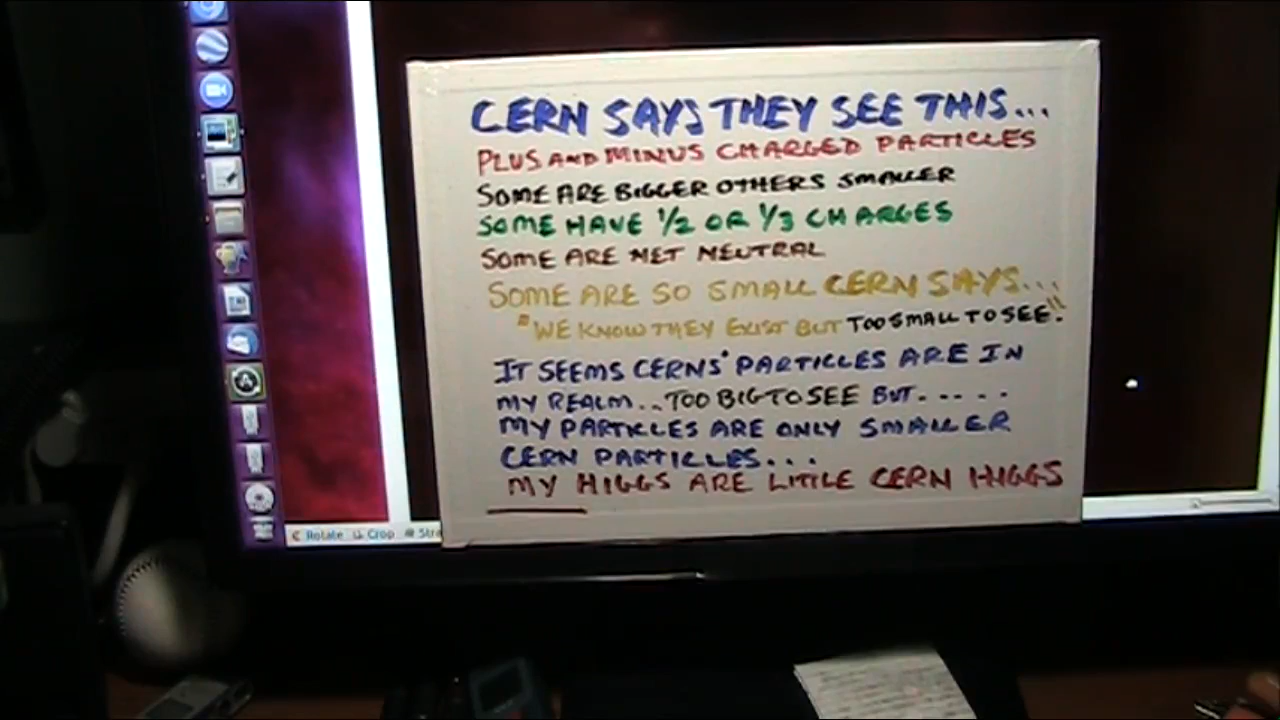 CERN SAYS THEY SEE THIS...
PLUS AND MINUS CHARGED PARTICLES
SOME ARE BIGGER OTHERS SMALLER
SOME HAVE 1/2 OR 1/3 CHARGES
SOME ARE NET NEUTRAL
SOME ARE SO SMALL CERN SAYS...
"WE KNOW THEY EXIST BUT TOO SMALL TO SEE."
IT SEEMS CERNS' PARTICLES ARE IN
MY REALM.. TOO BIG TO SEE BUT.....
MY PARTICLES ARE ONLY SMALLER
CERN PARTICLES...
MY HIGGS ARE LITTLE CERN HIGGS
Rotate Crop